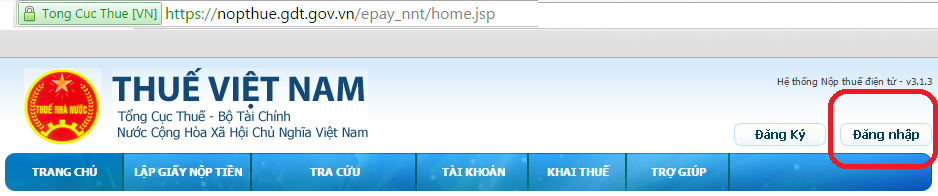 Tong Cuc Thue [VN] https://nopthue.gdt.gov.vn/epay_nnt/home.jsp
Hệ thống Nộp thuế điện tử - v3.1.3
THUẾ NHÀ NƯỚC
THUẾ VIỆT NAM
Tổng Cục Thuế - Bộ Tài Chính
Nước Cộng Hòa Xã Hội Chủ Nghĩa Việt Nam
Đăng Ký Đăng nhập
TRANG CHỦ LẬP GIẤY NỘP TIỀN TRA CỨU TÀI KHOẢN KHAI THUẾ TRỢ GIÚP